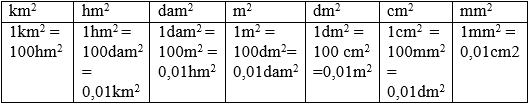 km² hm² dam² m² dm² cm² mm²
1km² = 1hm² = 1dam² = 1m² = 1dm² = 1cm² = 1mm² =
100hm² 100dam² 100m² = 100dm²= 100 cm² 100mm² 0,01cm2
= 0,01hm² 0,01dam² =0,01m² =
0,01km² 0,01dm²